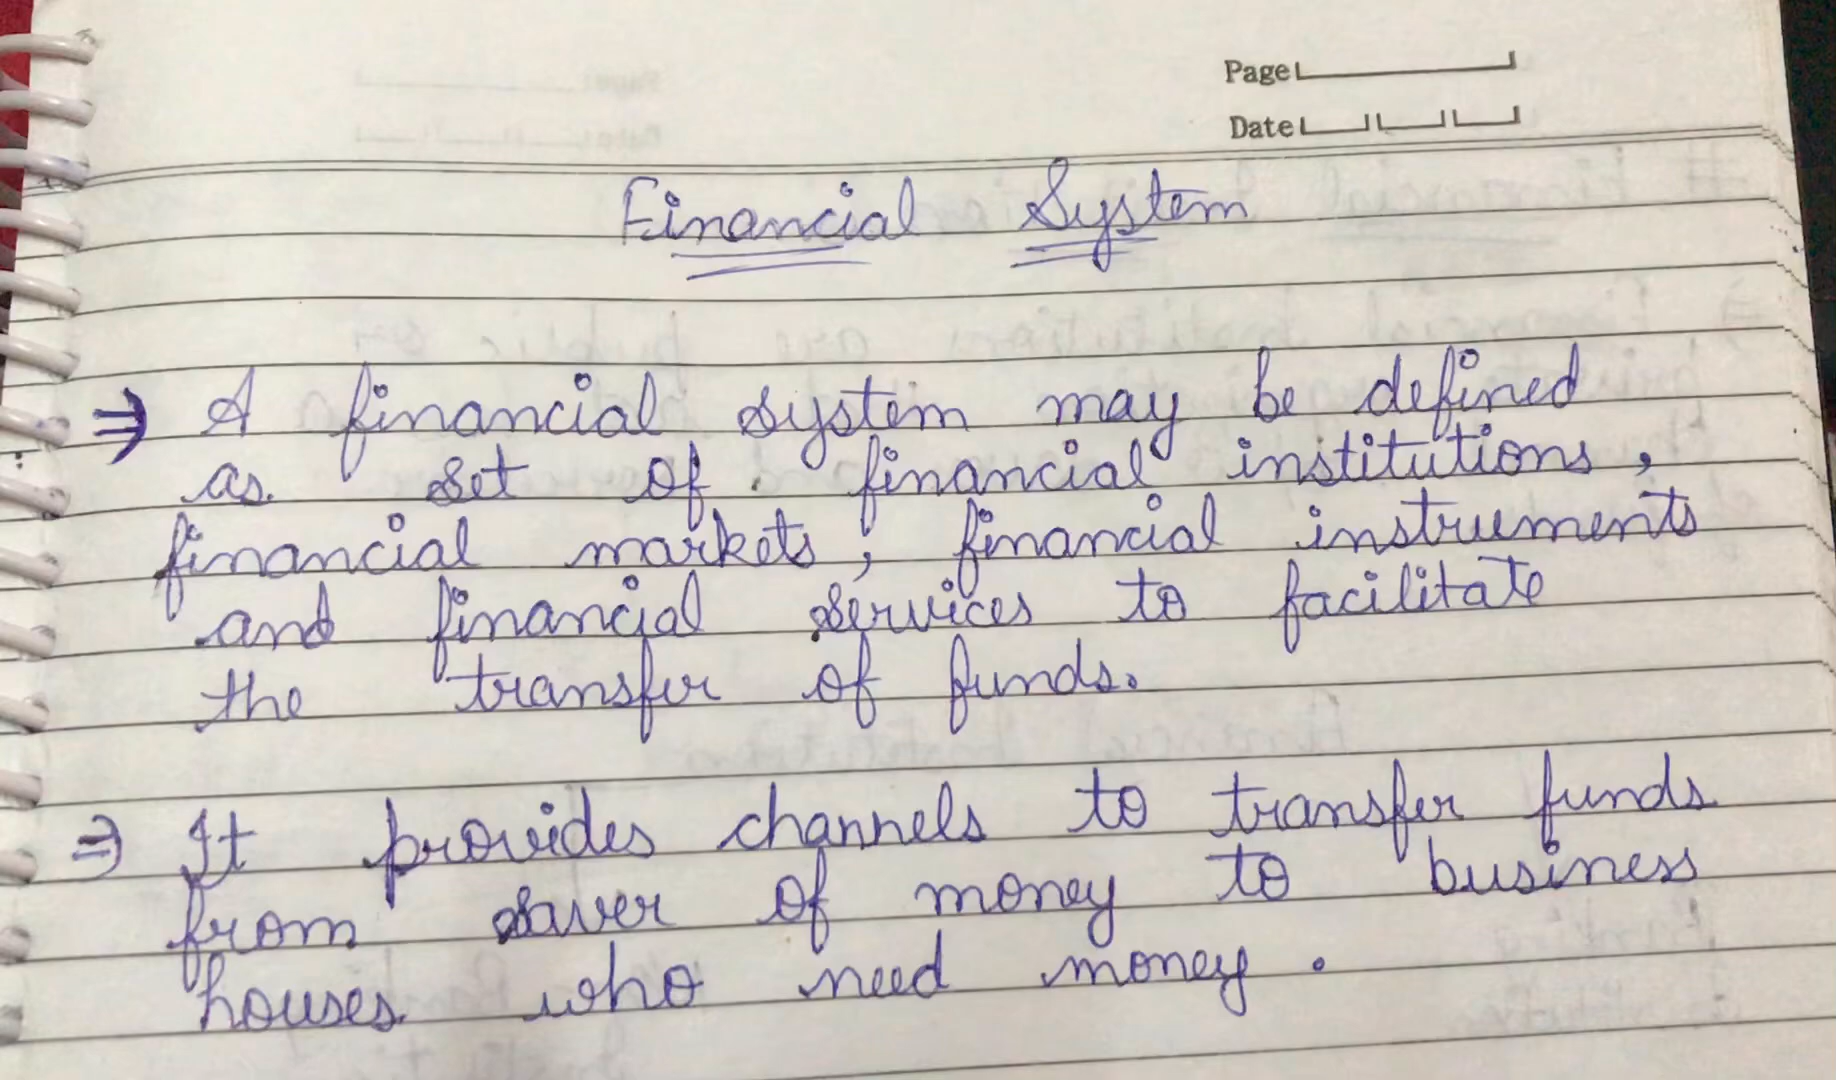 Page
Date
Financial System
⇒ A financial system may be defined
as set of financial institutions,
financial markets, financial instruements
and financial services to facilitate
the transfer of funds.
⇒ It provides channels to transfer funds
from saver of money to business
houses who need money.